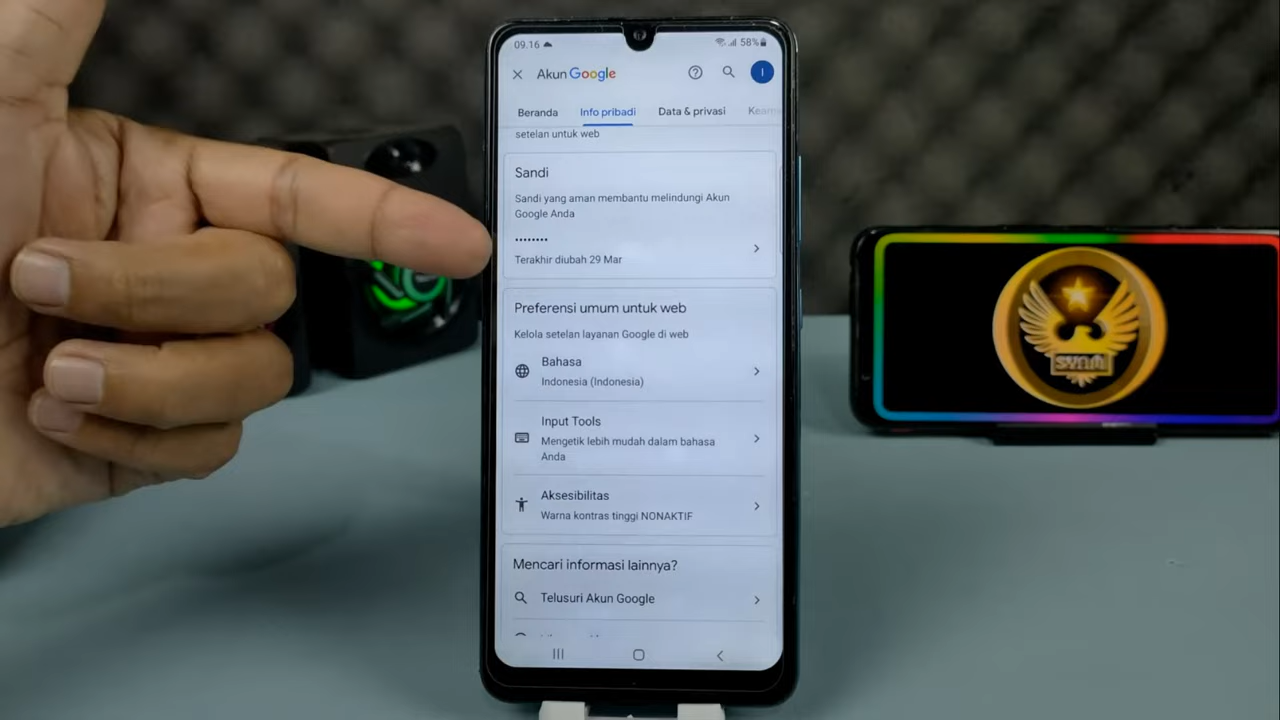 09.16
58%
Akun Google
I
Beranda
Info pribadi
Data & privasi
setelan untuk web
Sandi
Sandi yang aman membantu melindungi Akun
Google Anda
••••••••
Terakhir diubah 29 Mar
Preferensi umum untuk web
Kelola setelan layanan Google di web
Bahasa
Indonesia (Indonesia)
Input Tools
Mengetik lebih mudah dalam bahasa
Anda
Aksesibilitas
Warna kontras tinggi NONAKTIF
Mencari informasi lainnya?
Telusuri Akun Google